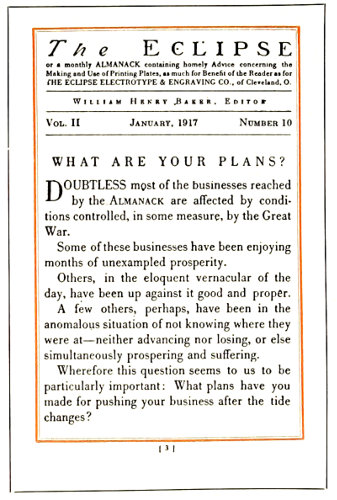 The ECLIPSE
or a monthly ALMANACK containing homely Advice concerning the
Making and Use of Printing Plates, as much for Benefit of the Reader as for
THE ECLIPSE ELECTROTYPE & ENGRAVING CO., of Cleveland, O.
WILLIAM HENRY BAKER, EDITOR
VOL. II JANUARY, 1917 NUMBER 10
WHAT ARE YOUR PLANS?
DOUBTLESS most of the businesses reached
by the ALMANACK are affected by condi-
tions controlled, in some measure, by the Great
War.
Some of these businesses have been enjoying
months of unexampled prosperity.
Others, in the eloquent vernacular of the
day, have been up against it good and proper.
A few others, perhaps, have been in the
anomalous situation of not knowing where they
were at—neither advancing nor losing, or else
simultaneously prospering and suffering.
Wherefore this question seems to us to be
particularly important: What plans have you
made for pushing your business after the tide
changes?
[3]